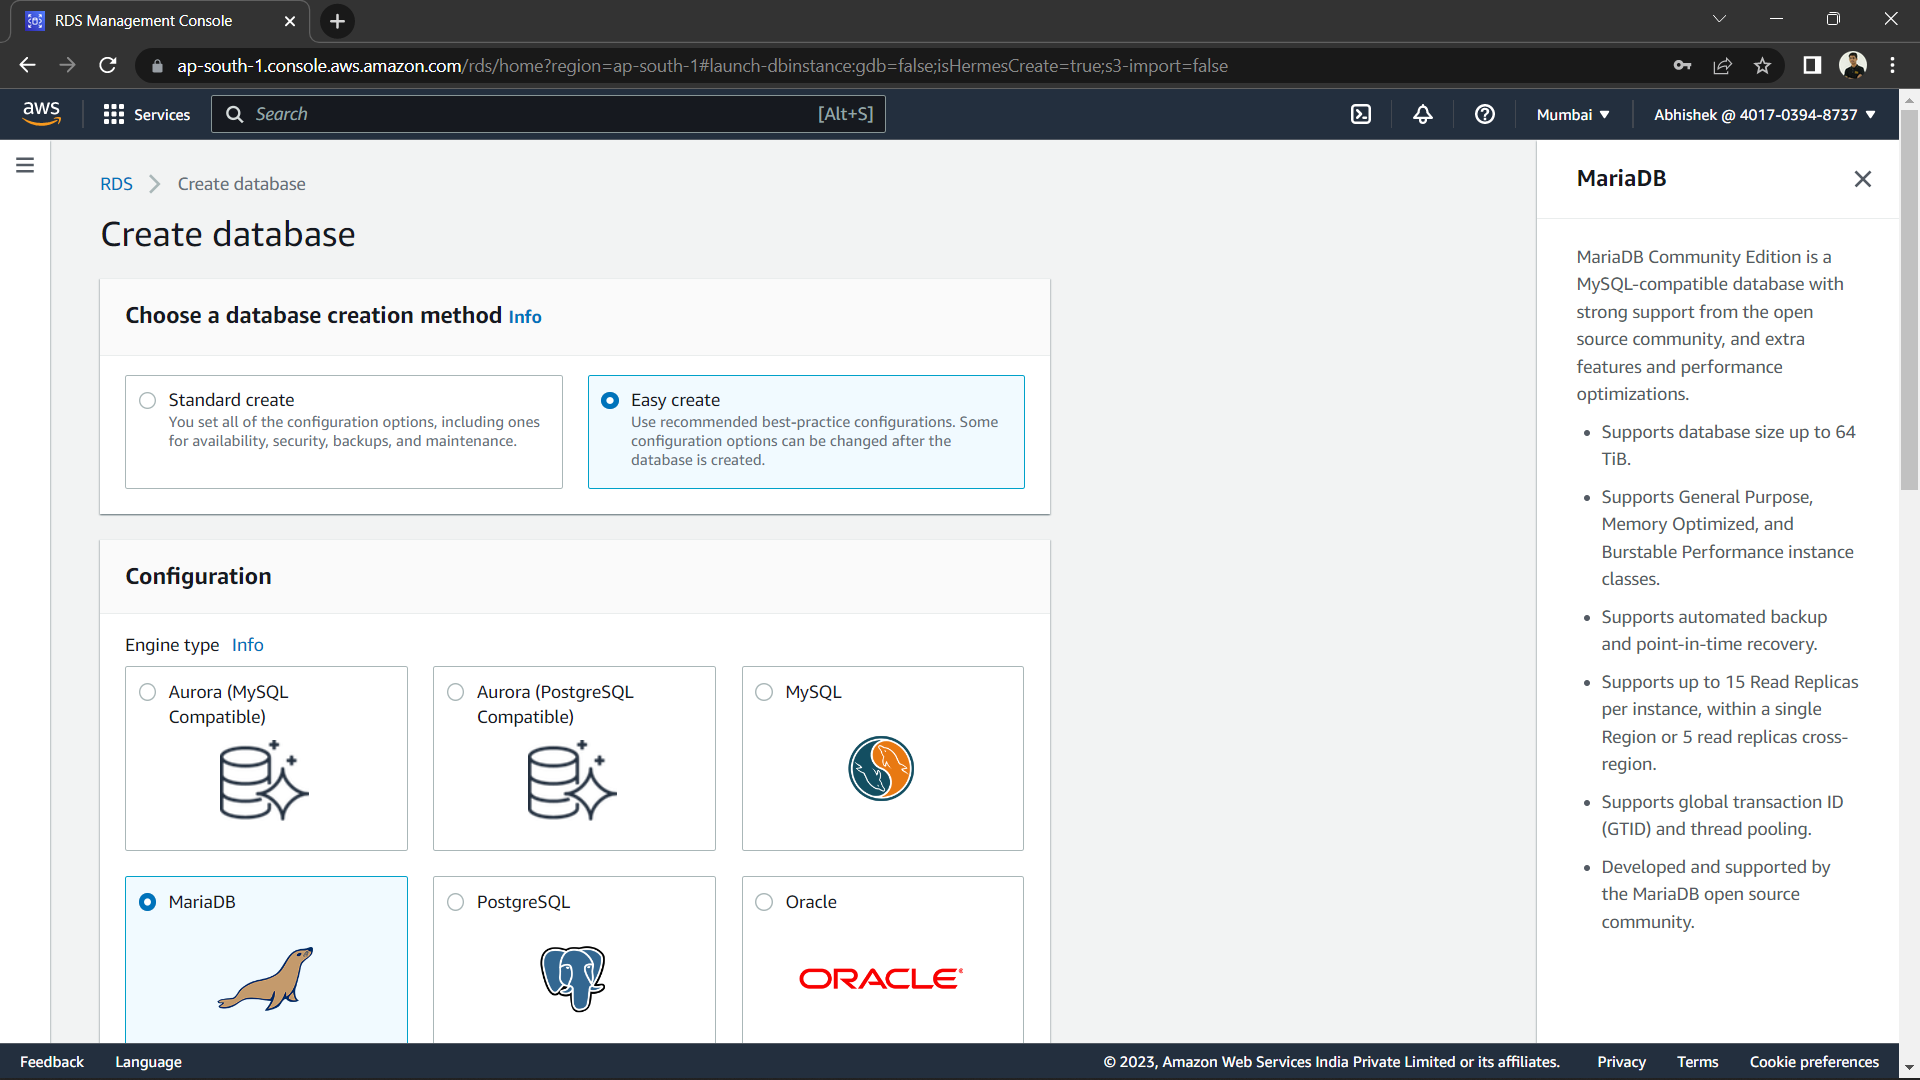 RDS Management Console
ap-south-1.console.aws.amazon.com/rds/home?region=ap-south-1#launch-dbinstance:gdb=false;isHermesCreate=true;s3-import=false
aws
Services
Search
[Alt+S]
Mumbai ▼
Abhishek @ 4017-0394-8737 ▼
RDS > Create database
Create database
Choose a database creation method Info
Standard create
You set all of the configuration options, including ones
for availability, security, backups, and maintenance.
Easy create
Use recommended best-practice configurations. Some
configuration options can be changed after the
database is created.
Configuration
Engine type Info
Aurora (MySQL
Compatible)
Aurora (PostgreSQL
Compatible)
MySQL
MariaDB
PostgreSQL
Oracle
ORACLE
MariaDB
MariaDB Community Edition is a
MySQL-compatible database with
strong support from the open
source community, and extra
features and performance
optimizations.
• Supports database size up to 64
TiB.
• Supports General Purpose,
Memory Optimized, and
Burstable Performance instance
classes.
• Supports automated backup
and point-in-time recovery.
• Supports up to 15 Read Replicas
per instance, within a single
Region or 5 read replicas cross-
region.
• Supports global transaction ID
(GTID) and thread pooling.
• Developed and supported by
the MariaDB open source
community.
Feedback
Language
© 2023, Amazon Web Services India Private Limited or its affiliates.
Privacy
Terms
Cookie preferences